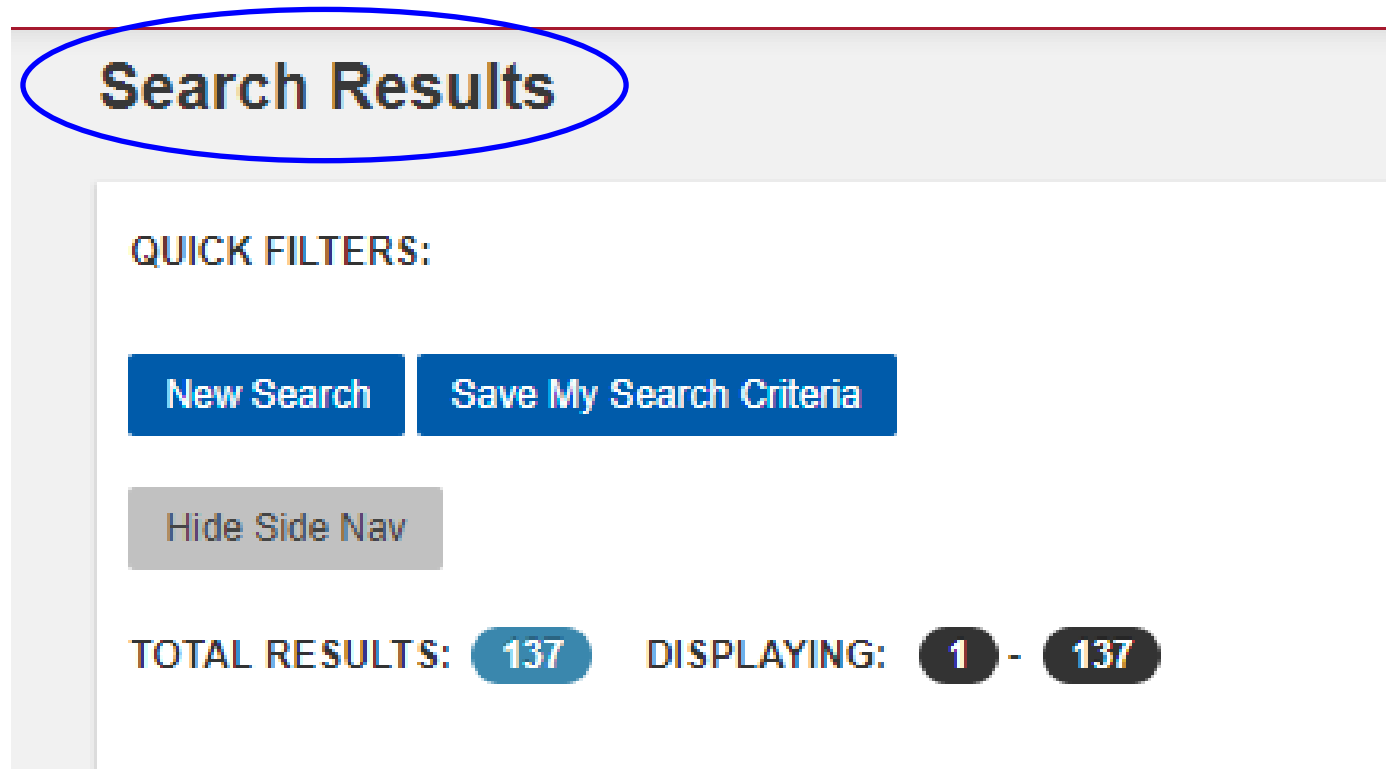 Search Results
QUICK FILTERS:
New Search Save My Search Criteria
Hide Side Nav
TOTAL RESULTS: 137 DISPLAYING: 1 - 137